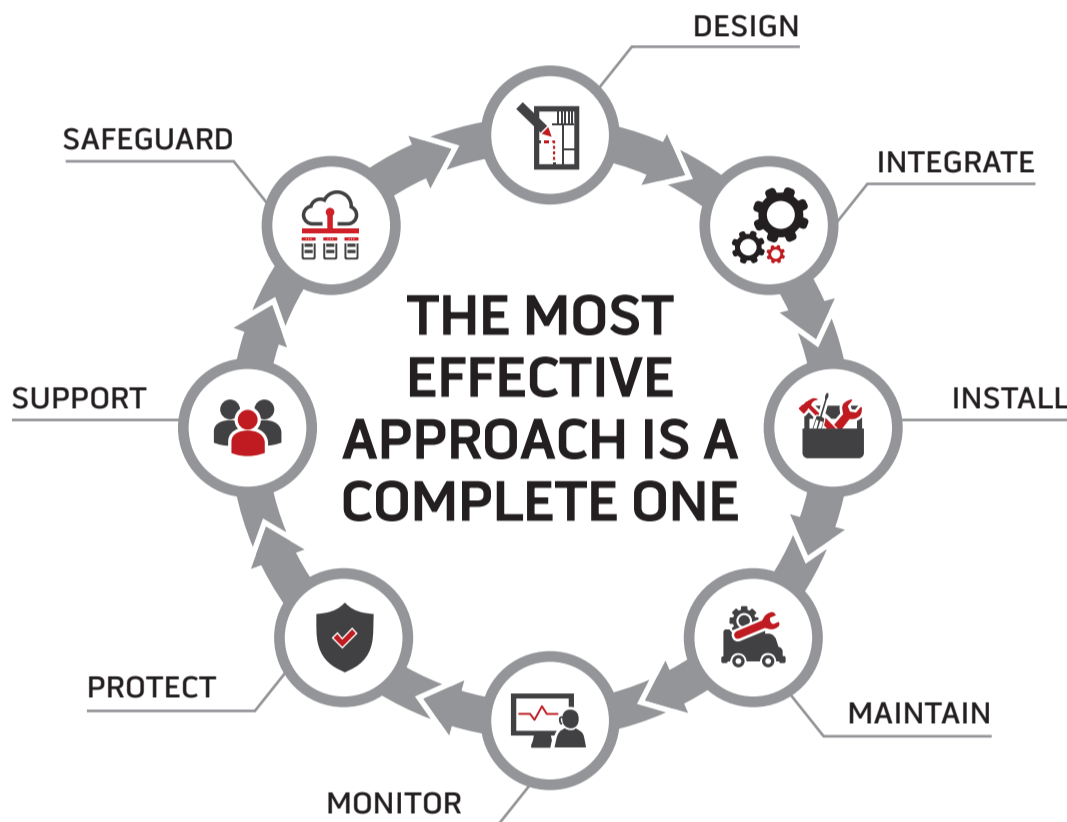 DESIGN
SAFEGUARD
INTEGRATE
THE MOST
EFFECTIVE
APPROACH IS A
COMPLETE ONE
SUPPORT
INSTALL
PROTECT
MAINTAIN
MONITOR